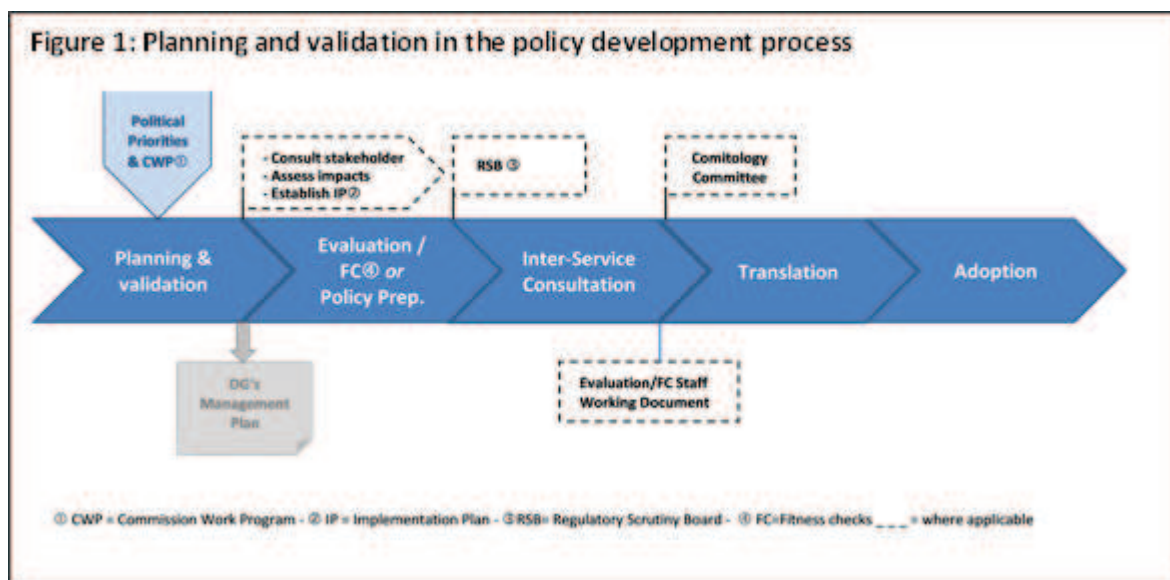 Figure 1: Planning and validation in the policy development process
Political
Priorities
& CWP①
- Consult stakeholder
- Assess impacts
- Establish IP②
RSB ③
Comitology
Committee
Planning &
validation
Evaluation /
FC④ or
Policy Prep.
Inter-Service
Consultation
Translation
Adoption
DG's
Management
Plan
Evaluation/FC Staff
Working Document
① CWP = Commission Work Program - ② IP = Implementation Plan - ③RSB= Regulatory Scrutiny Board - ④ FC=Fitness checks _ _ _ = where applicable